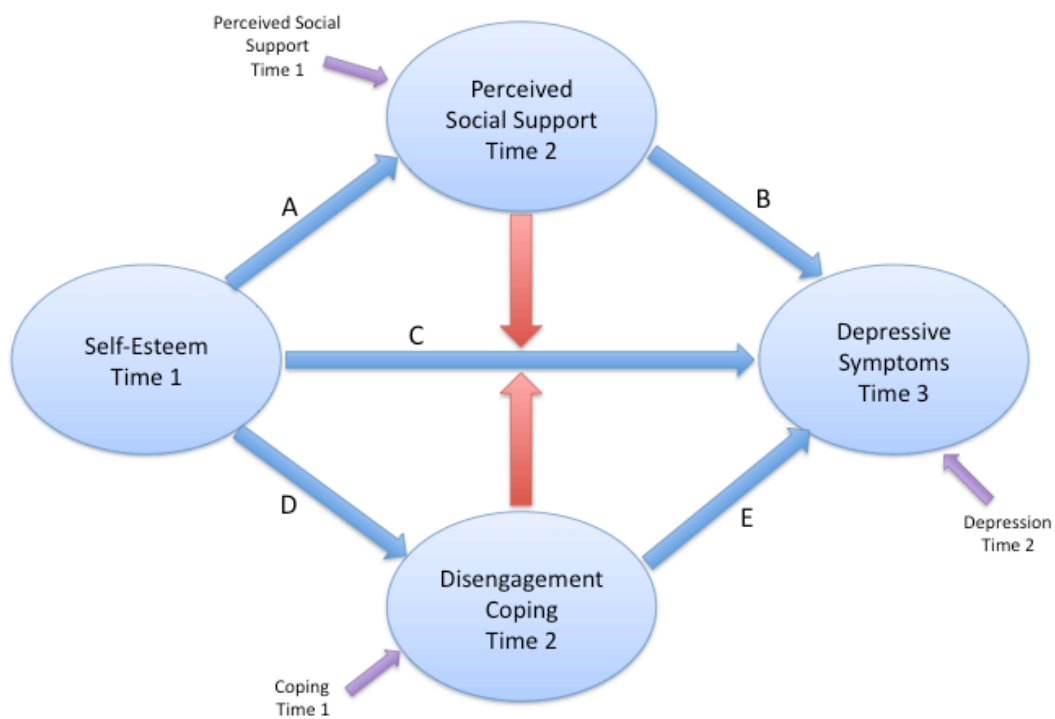 Perceived Social
Support
Time 1
Perceived
Social Support
Time 2
A
B
Self-Esteem
Time 1
C
Depressive
Symptoms
Time 3
D
E
Disengagement
Coping
Time 2
Depression
Time 2
Coping
Time 1